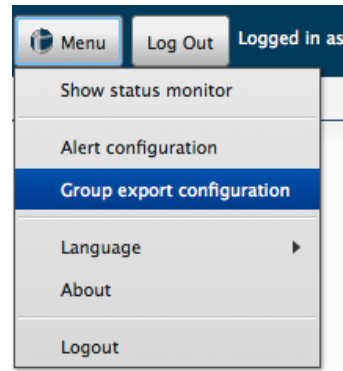 Menu
Log Out
Logged in as
Show status monitor
Alert configuration
Group export configuration
Language
About
Logout